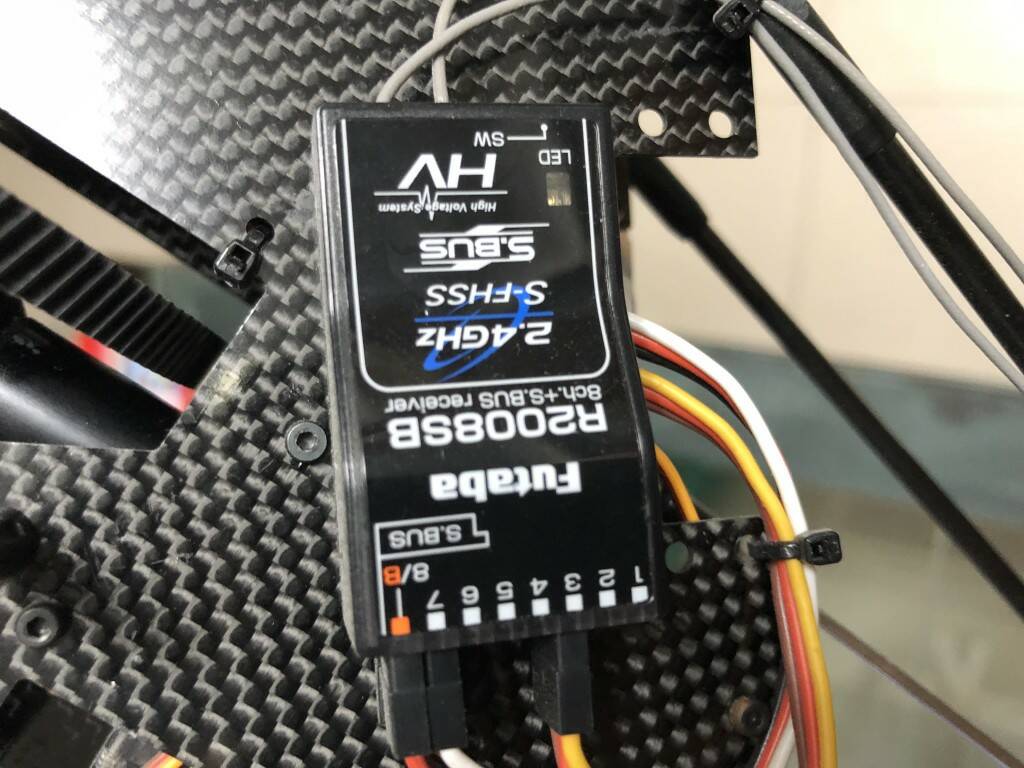 1 2 3 4 5 6 7 8/B
S.BUS
Futaba
R2008SB
8ch.+S.BUS receiver
2.4GHz
S-FHSS
S.BUS
High Voltage System
HV
LED
SW